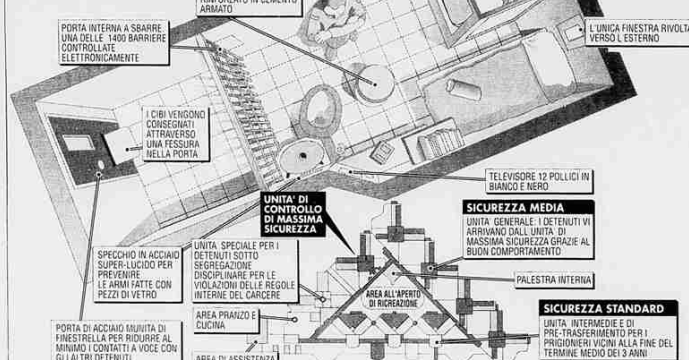 RINFORZATO IN CEMENTO
ARMATO
PORTA INTERNA A SBARRE.
UNA DELLE 1400 BARRIERE
CONTROLLATE
ELETTRONICAMENTE
L'UNICA FINESTRA RIVOLTA
VERSO L'ESTERNO
I CIBI VENGONO
CONSEGNATI
ATTRAVERSO
UNA FESSURA
NELLA PORTA
TELEVISORE 12 POLLICI IN
BIANCO E NERO
UNITA' DI
CONTROLLO
DI MASSIMA
SICUREZZA
SICUREZZA MEDIA
UNITA' GENERALE: I DETENUTI VI
ARRIVANO DALL'UNITA' DI
MASSIMA SICUREZZA GRAZIE AL
BUON COMPORTAMENTO
SPECCHIO IN ACCIAIO
SUPER-LUCIDO PER
PREVENIRE
LE ARMI FATTE CON
PEZZI DI VETRO
UNITA' SPECIALE PER I
DETENUTI SOTTO
SEGREGAZIONE
DISCIPLINARE PER LE
VIOLAZIONI DELLE REGOLE
INTERNE DEL CARCERE
PALESTRA INTERNA
AREA ALL'APERTO
DI RICREAZIONE
AREA PRANZO E
CUCINA
SICUREZZA STANDARD
UNITA' INTERMEDIE E DI
PRE-TRASFERIMENTO PER I
PRIGIONIERI VICINI ALLA FINE DEL
TERMINE MEDIO DEI 3 ANNI
PORTA DI ACCIAIO MUNITA DI
FINESTRELLA PER RIDURRE AL
MINIMO I CONTATTI A VOCE CON
GLI ALTRI DETENUTI
AREA DI ASSISTENZA